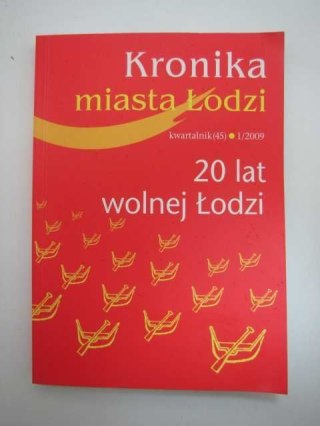 Kronika
miasta Łodzi
kwartalnik (45) ● 1/2009
20 lat
wolnej Łodzi